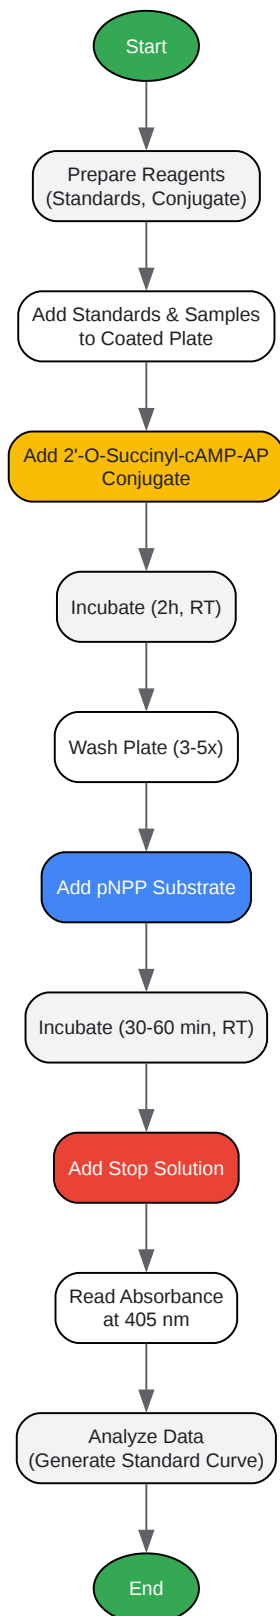 Start
Prepare Reagents
(Standards, Conjugate)
Add Standards & Samples
to Coated Plate
Add 2'-O-Succinyl-cAMP-AP
Conjugate
Incubate (2h, RT)
Wash Plate (3-5x)
Add pNPP Substrate
Incubate (30-60 min, RT)
Add Stop Solution
Read Absorbance
at 405 nm
Analyze Data
(Generate Standard Curve)
End